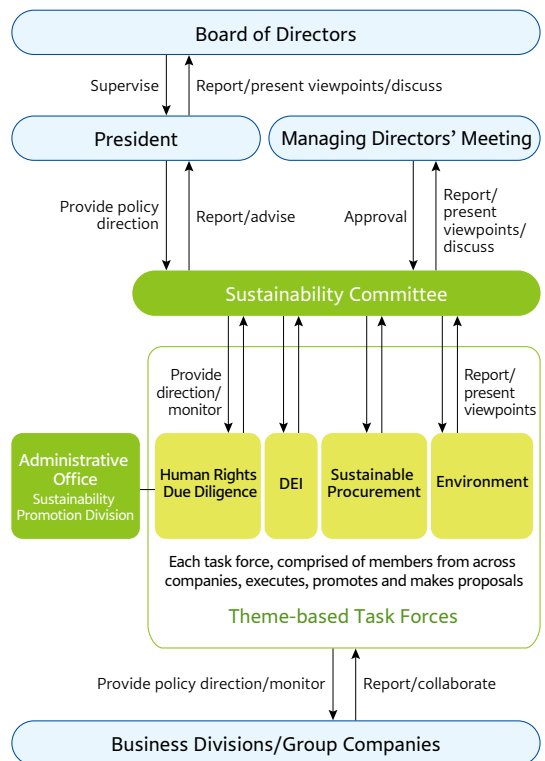 Board of Directors
Supervise
Report/present viewpoints/discuss
President
Managing Directors’ Meeting
Provide policy
direction
Report/advise
Approval
Report/
present
viewpoints/
discuss
Sustainability Committee
Provide
direction/
monitor
Report/
present
viewpoints
Administrative
Office
Sustainability
Promotion Division
Human Rights
Due Diligence
DEI
Sustainable
Procurement
Environment
Each task force, comprised of members from across
companies, executes, promotes and makes proposals
Theme-based Task Forces
Provide policy direction/monitor
Report/collaborate
Business Divisions/Group Companies